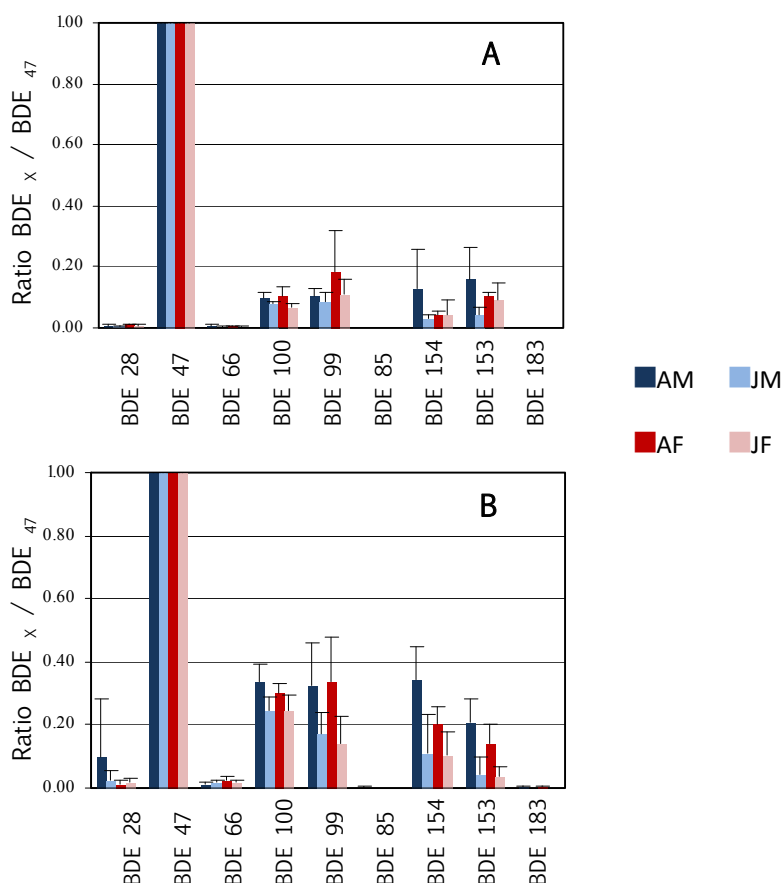 A
Ratio BDE X / BDE 47
1.00
0.80
0.60
0.40
0.20
0.00
BDE 28
BDE 47
BDE 66
BDE 100
BDE 99
BDE 85
BDE 154
BDE 153
BDE 183
AM
JM
AF
JF
B
Ratio BDE X / BDE 47
1.00
0.80
0.60
0.40
0.20
0.00
BDE 28
BDE 47
BDE 66
BDE 100
BDE 99
BDE 85
BDE 154
BDE 153
BDE 183